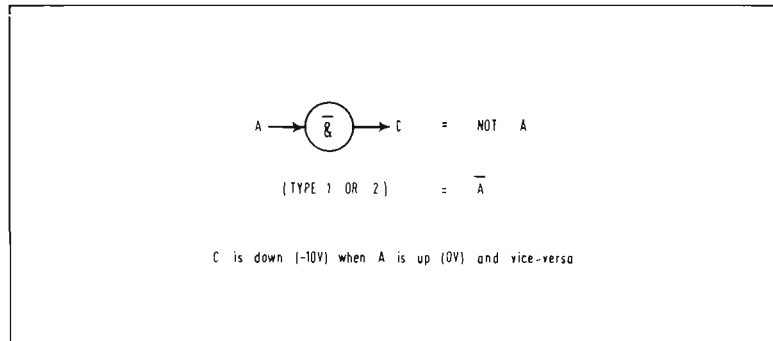 A & C = NOT A
(TYPE 1 OR 2) = A̅
C is down (-10V) when A is up (0V) and vice-versa